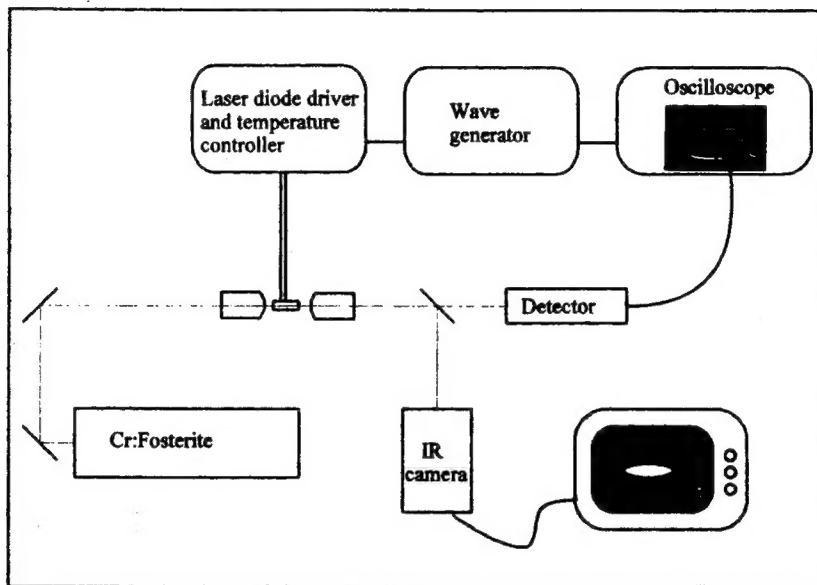 Laser diode driver
and temperature
controller
Wave
generator
Oscilloscope
Detector
Cr:Fosterite
IR
camera